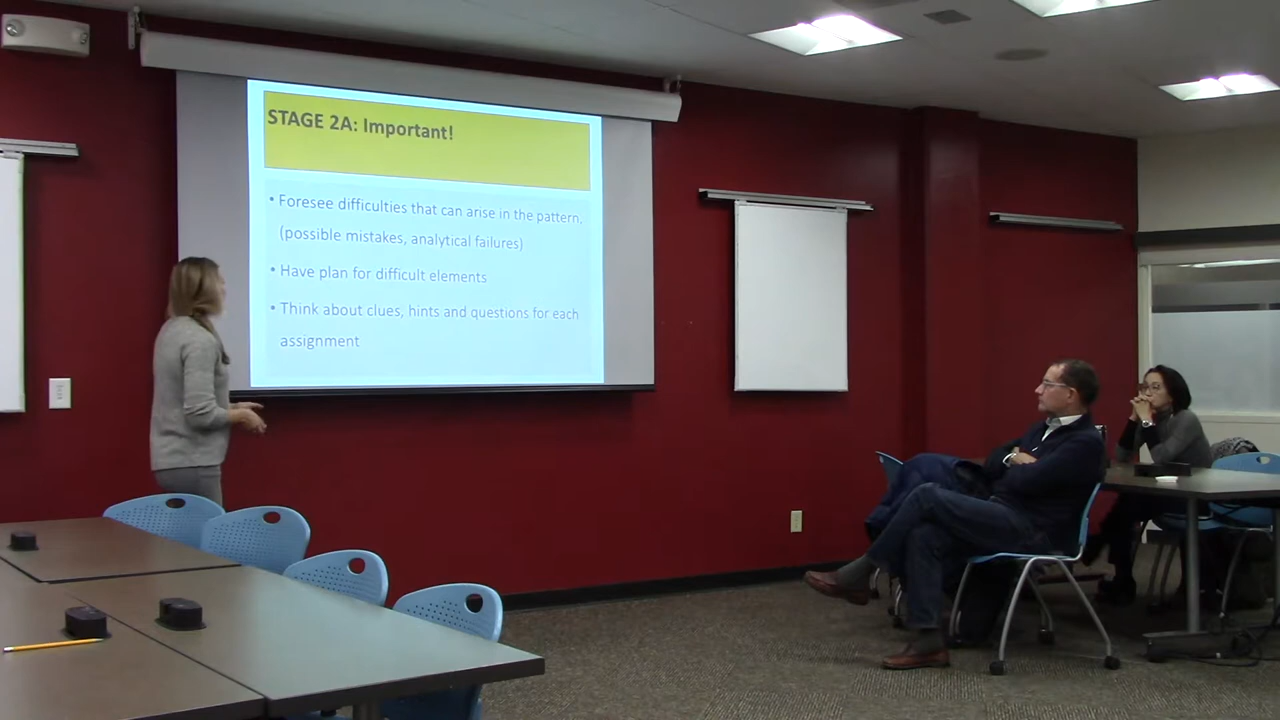 STAGE 2A: Important!
• Foresee difficulties that can arise in the pattern.
(possible mistakes, analytical failures)
• Have plan for difficult elements
• Think about clues, hints and questions for each
assignment